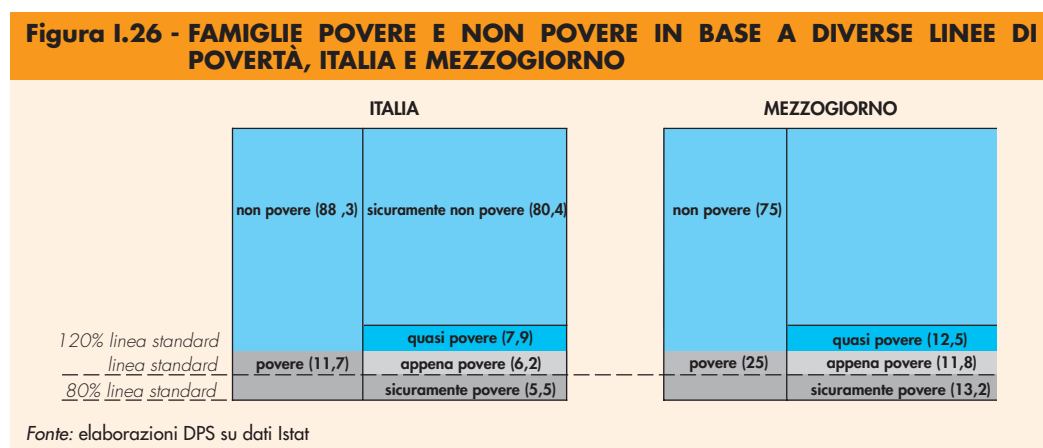 Figura I.26 - FAMIGLIE POVERE E NON POVERE IN BASE A DIVERSE LINEE DI
POVERTÀ, ITALIA E MEZZOGIORNO
ITALIA
MEZZOGIORNO
non povere (88 ,3)
sicuramente non povere (80,4)
non povere (75)
120% linea standard
quasi povere (7,9)
quasi povere (12,5)
linea standard
povere (11,7)
appena povere (6,2)
povere (25)
appena povere (11,8)
80% linea standard
sicuramente povere (5,5)
sicuramente povere (13,2)
Fonte: elaborazioni DPS su dati Istat